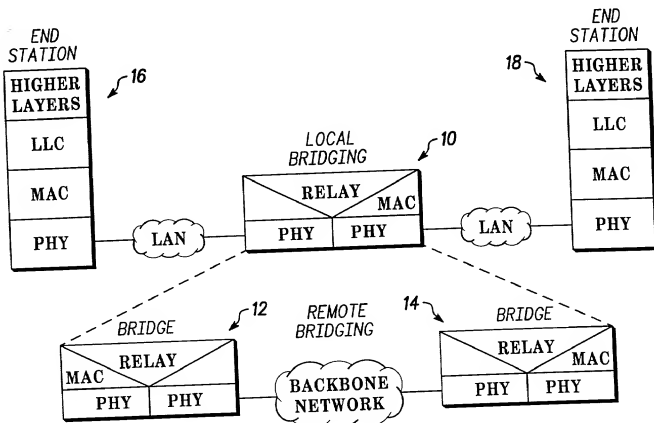 END
STATION
HIGHER
LAYERS
LLC
MAC
PHY
16
LAN
LOCAL
BRIDGING
10
RELAY
MAC
PHY PHY
LAN
END
STATION
18
HIGHER
LAYERS
LLC
MAC
PHY
BRIDGE
12
RELAY
MAC
PHY PHY
REMOTE
BRIDGING
BACKBONE
NETWORK
14
BRIDGE
RELAY
MAC
PHY PHY